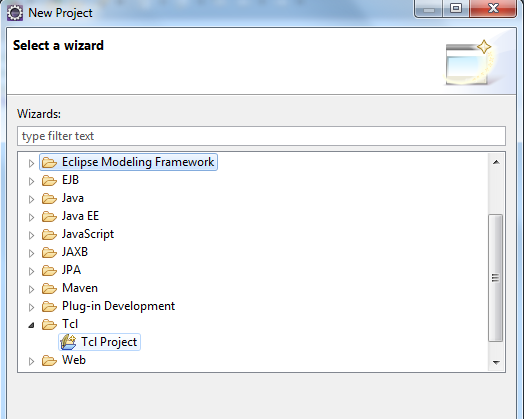 New Project
Select a wizard
Wizards:
type filter text
Eclipse Modeling Framework
EJB
Java
Java EE
JavaScript
JAXB
JPA
Maven
Plug-in Development
Tcl
Tcl Project
Web